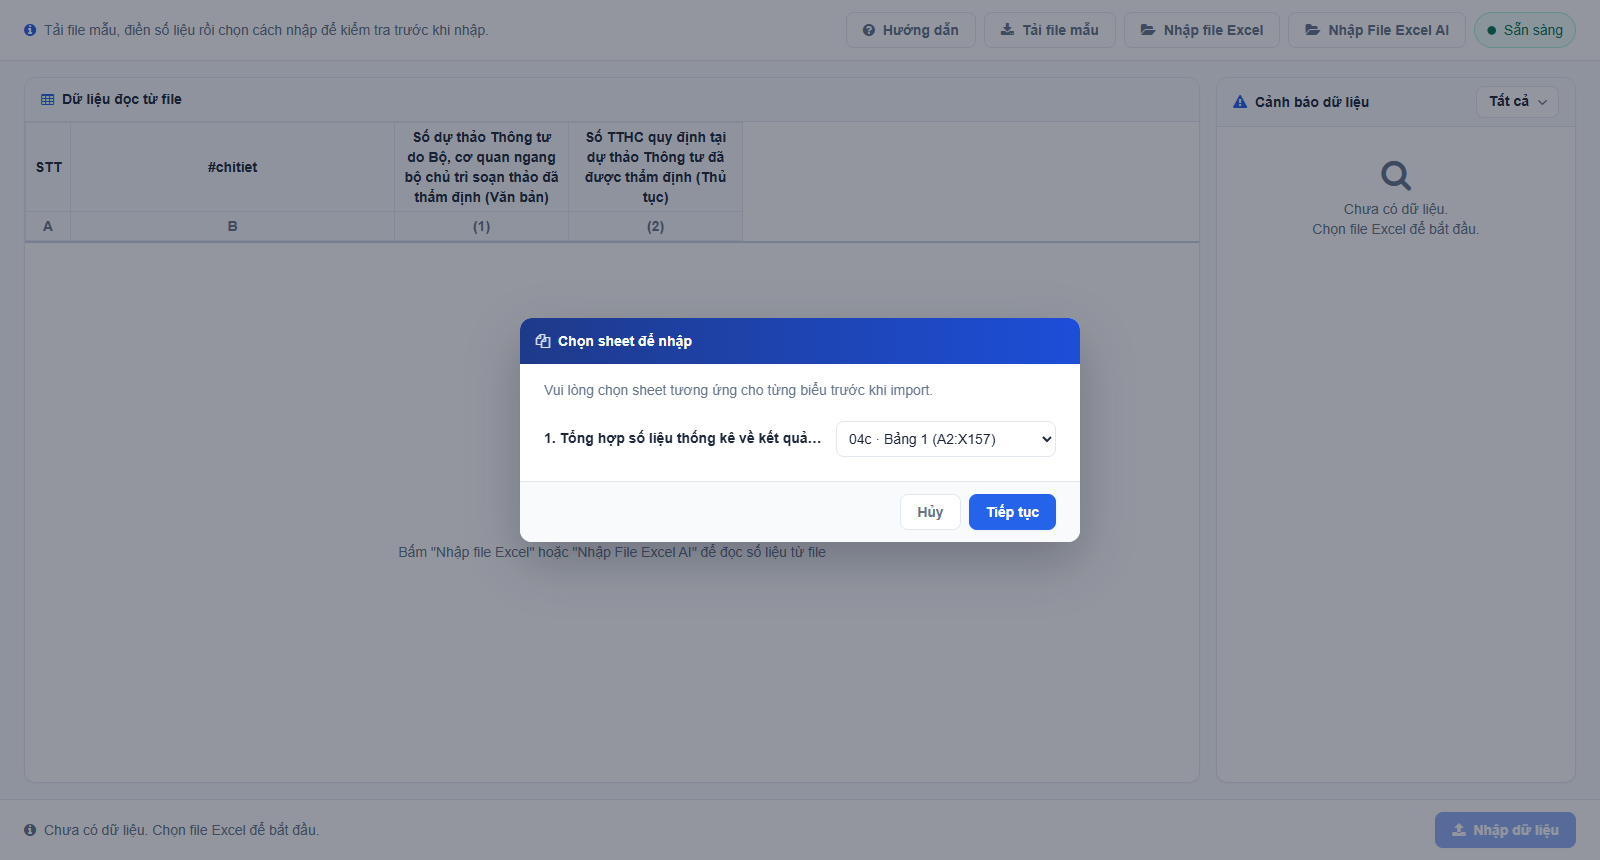 Tải file mẫu, điền số liệu rồi chọn cách nhập để kiểm tra trước khi nhập.
Hướng dẫn
Tải file mẫu
Nhập file Excel
Nhập File Excel AI
Sẵn sàng
Dữ liệu đọc từ file
STT
#chitiet
Số dự thảo Thông tư
do Bộ, cơ quan ngang
bộ chủ trì soạn thảo đã
thẩm định (Văn bản)
Số TTHC quy định tại
dự thảo Thông tư đã
được thẩm định (Thủ
tục)
A
B
(1)
(2)
Cảnh báo dữ liệu
Tất cả
Chưa có dữ liệu.
Chọn file Excel để bắt đầu.
Chọn sheet để nhập
Vui lòng chọn sheet tương ứng cho từng biểu trước khi import.
1. Tổng hợp số liệu thống kê về kết quả...
04c · Bảng 1 (A2:X157)
Hủy
Tiếp tục
Bấm "Nhập file Excel" hoặc "Nhập File Excel AI" để đọc số liệu từ file
Chưa có dữ liệu. Chọn file Excel để bắt đầu.
Nhập dữ liệu